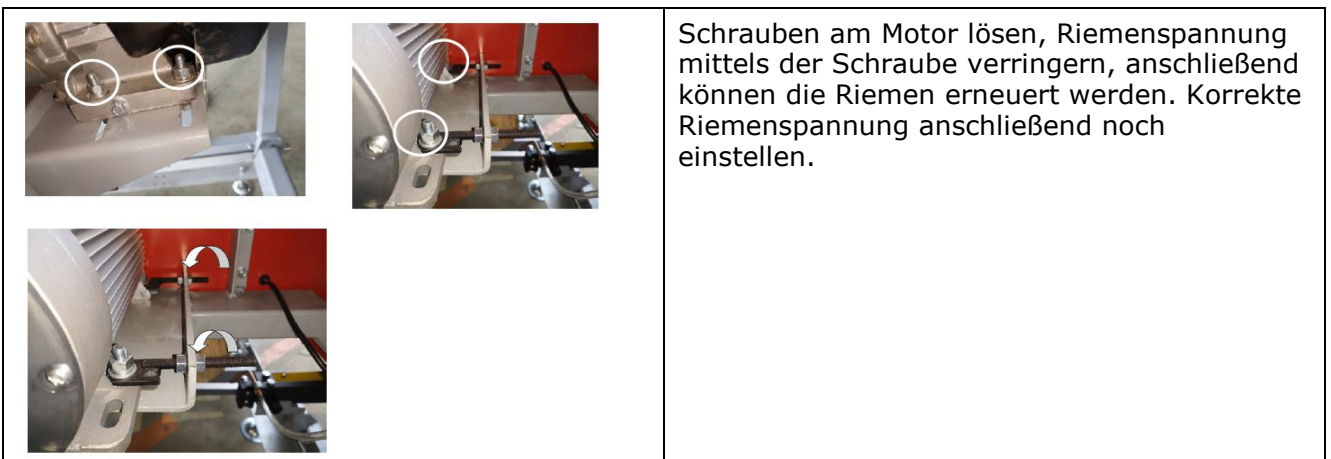 Schrauben am Motor lösen, Riemenspannung
mittels der Schraube verringern, anschließend
können die Riemen erneuert werden. Korrekte
Riemenspannung anschließend noch
einstellen.